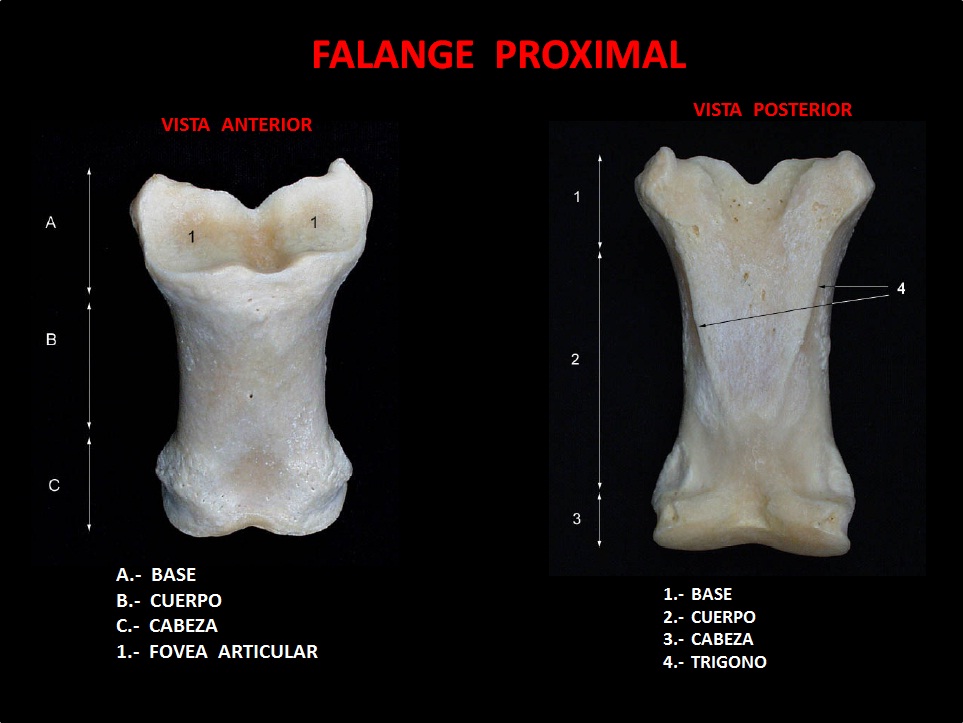 FALANGE PROXIMAL
VISTA ANTERIOR
A
B
C
1
1
A.- BASE
B.- CUERPO
C.- CABEZA
1.- FOVEA ARTICULAR
VISTA POSTERIOR
1
2
3
4
1.- BASE
2.- CUERPO
3.- CABEZA
4.- TRIGONO